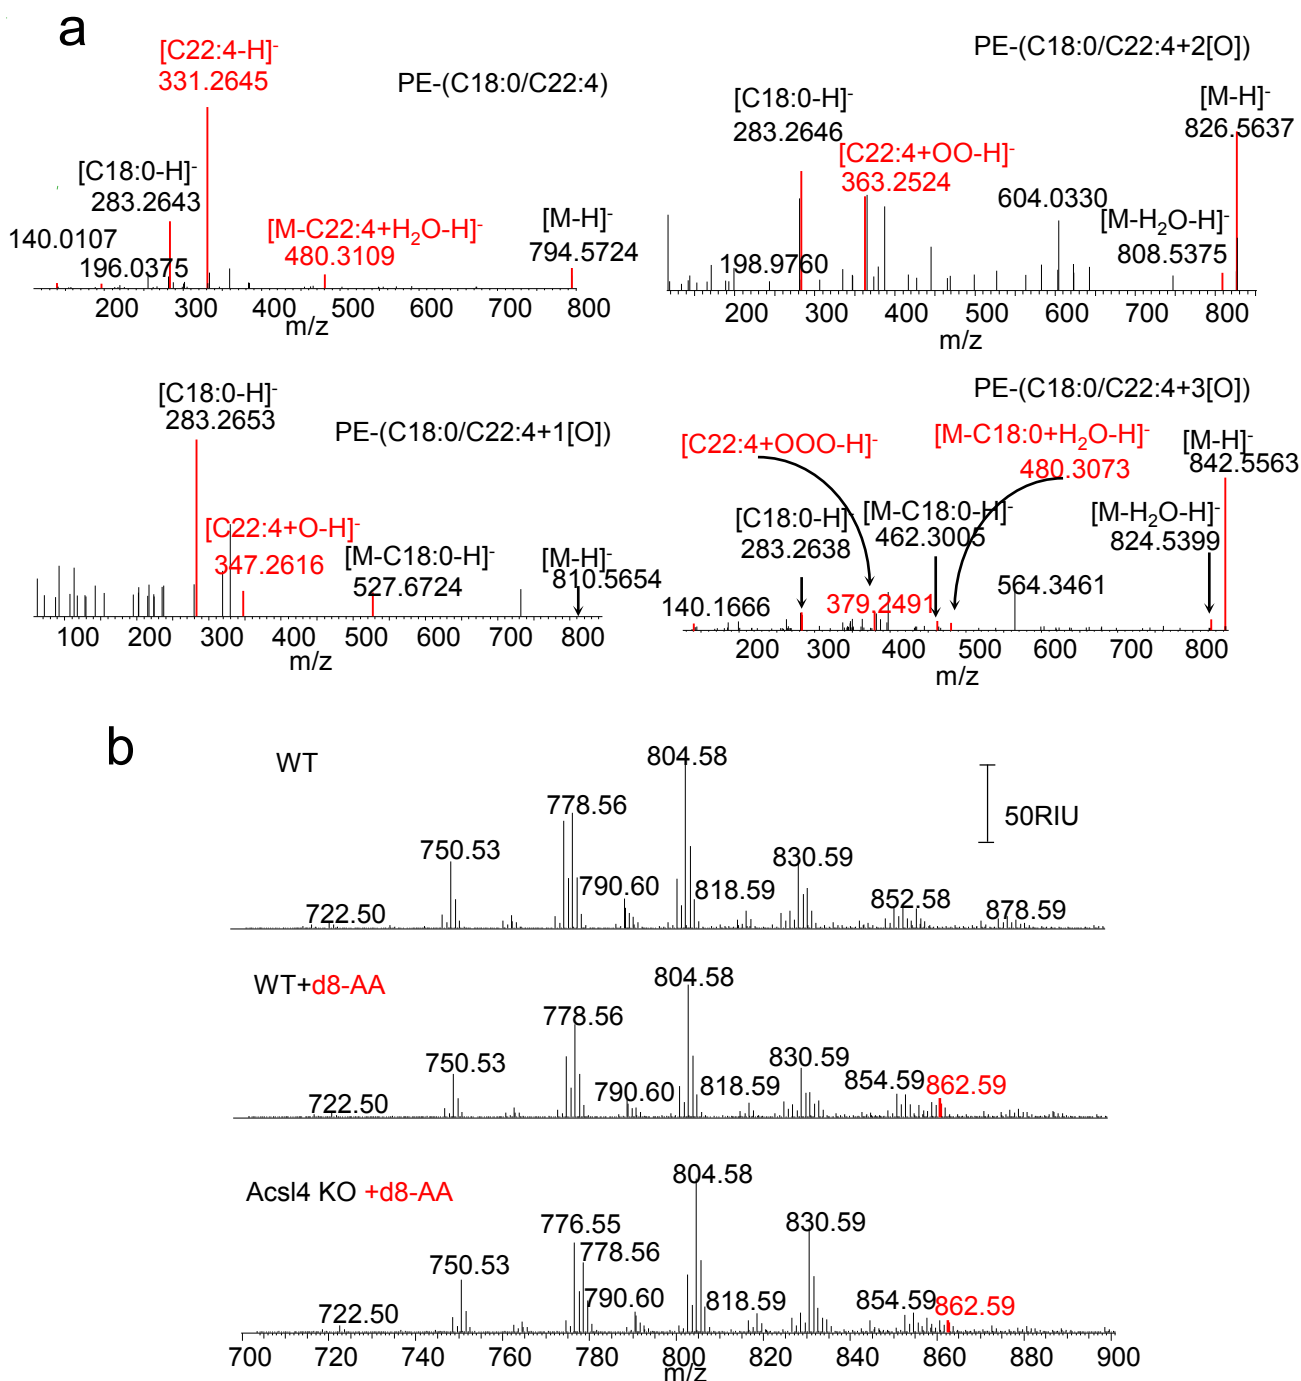 a
[C22:4-H]-
331.2645
PE-(C18:0/C22:4)
[C18:0-H]-
283.2643
[M-C22:4+H2O-H]-
480.3109
[M-H]-
794.5724
140.0107
196.0375
200 300 400 500 600 700 800
m/z
PE-(C18:0/C22:4+2[O])
[C18:0-H]-
283.2646
[M-H]-
826.5637
[C22:4+OO-H]-
363.2524
604.0330
[M-H2O-H]-
808.5375
198.9760
200 300 400 500 600 700 800
m/z
[C18:0-H]-
283.2653
PE-(C18:0/C22:4+1[O])
[C22:4+O-H]-
347.2616
[M-C18:0-H]-
527.6724
[M-H]-
810.5654
100 200 300 400 500 600 700 800
m/z
PE-(C18:0/C22:4+3[O])
[C22:4+OOO-H]-
[M-C18:0+H2O-H]-
480.3073
[M-H]-
842.5563
[C18:0-H]-
283.2638
[M-C18:0-H]-
462.3005
[M-H2O-H]-
824.5399
140.1666
379.2491
564.3461
200 300 400 500 600 700 800
m/z
b
WT
804.58
50RIU
778.56
750.53
790.60
818.59
830.59
852.58
878.59
722.50
WT+d8-AA
804.58
778.56
750.53
790.60
818.59
830.59
854.59
862.59
722.50
Acsl4 KO +d8-AA
804.58
776.55
778.56
830.59
750.53
790.60
818.59
854.59
862.59
722.50
700 720 740 760 780 800 820 840 860 880 900
m/z